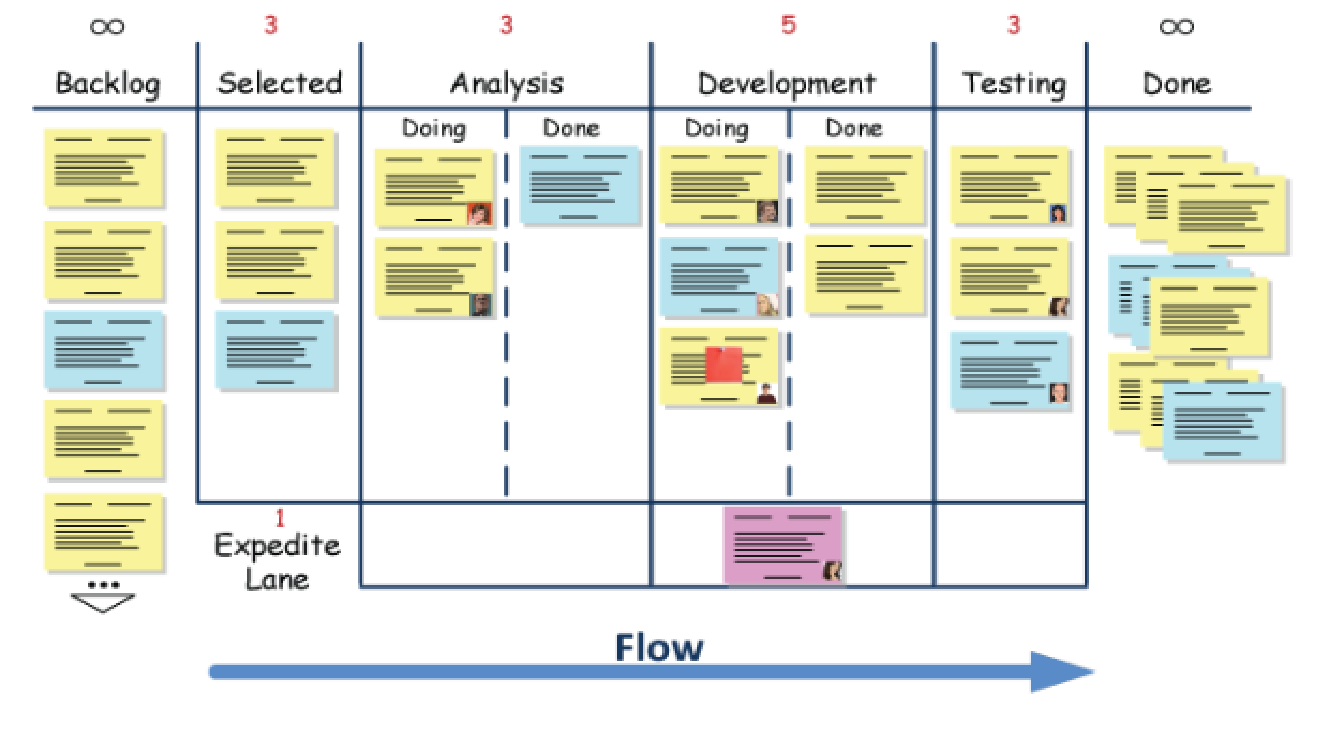 ∞ 3 3 5 3 ∞
Backlog Selected Analysis Development Testing Done
Doing Done Doing Done
1
Expedite
Lane
...
Flow